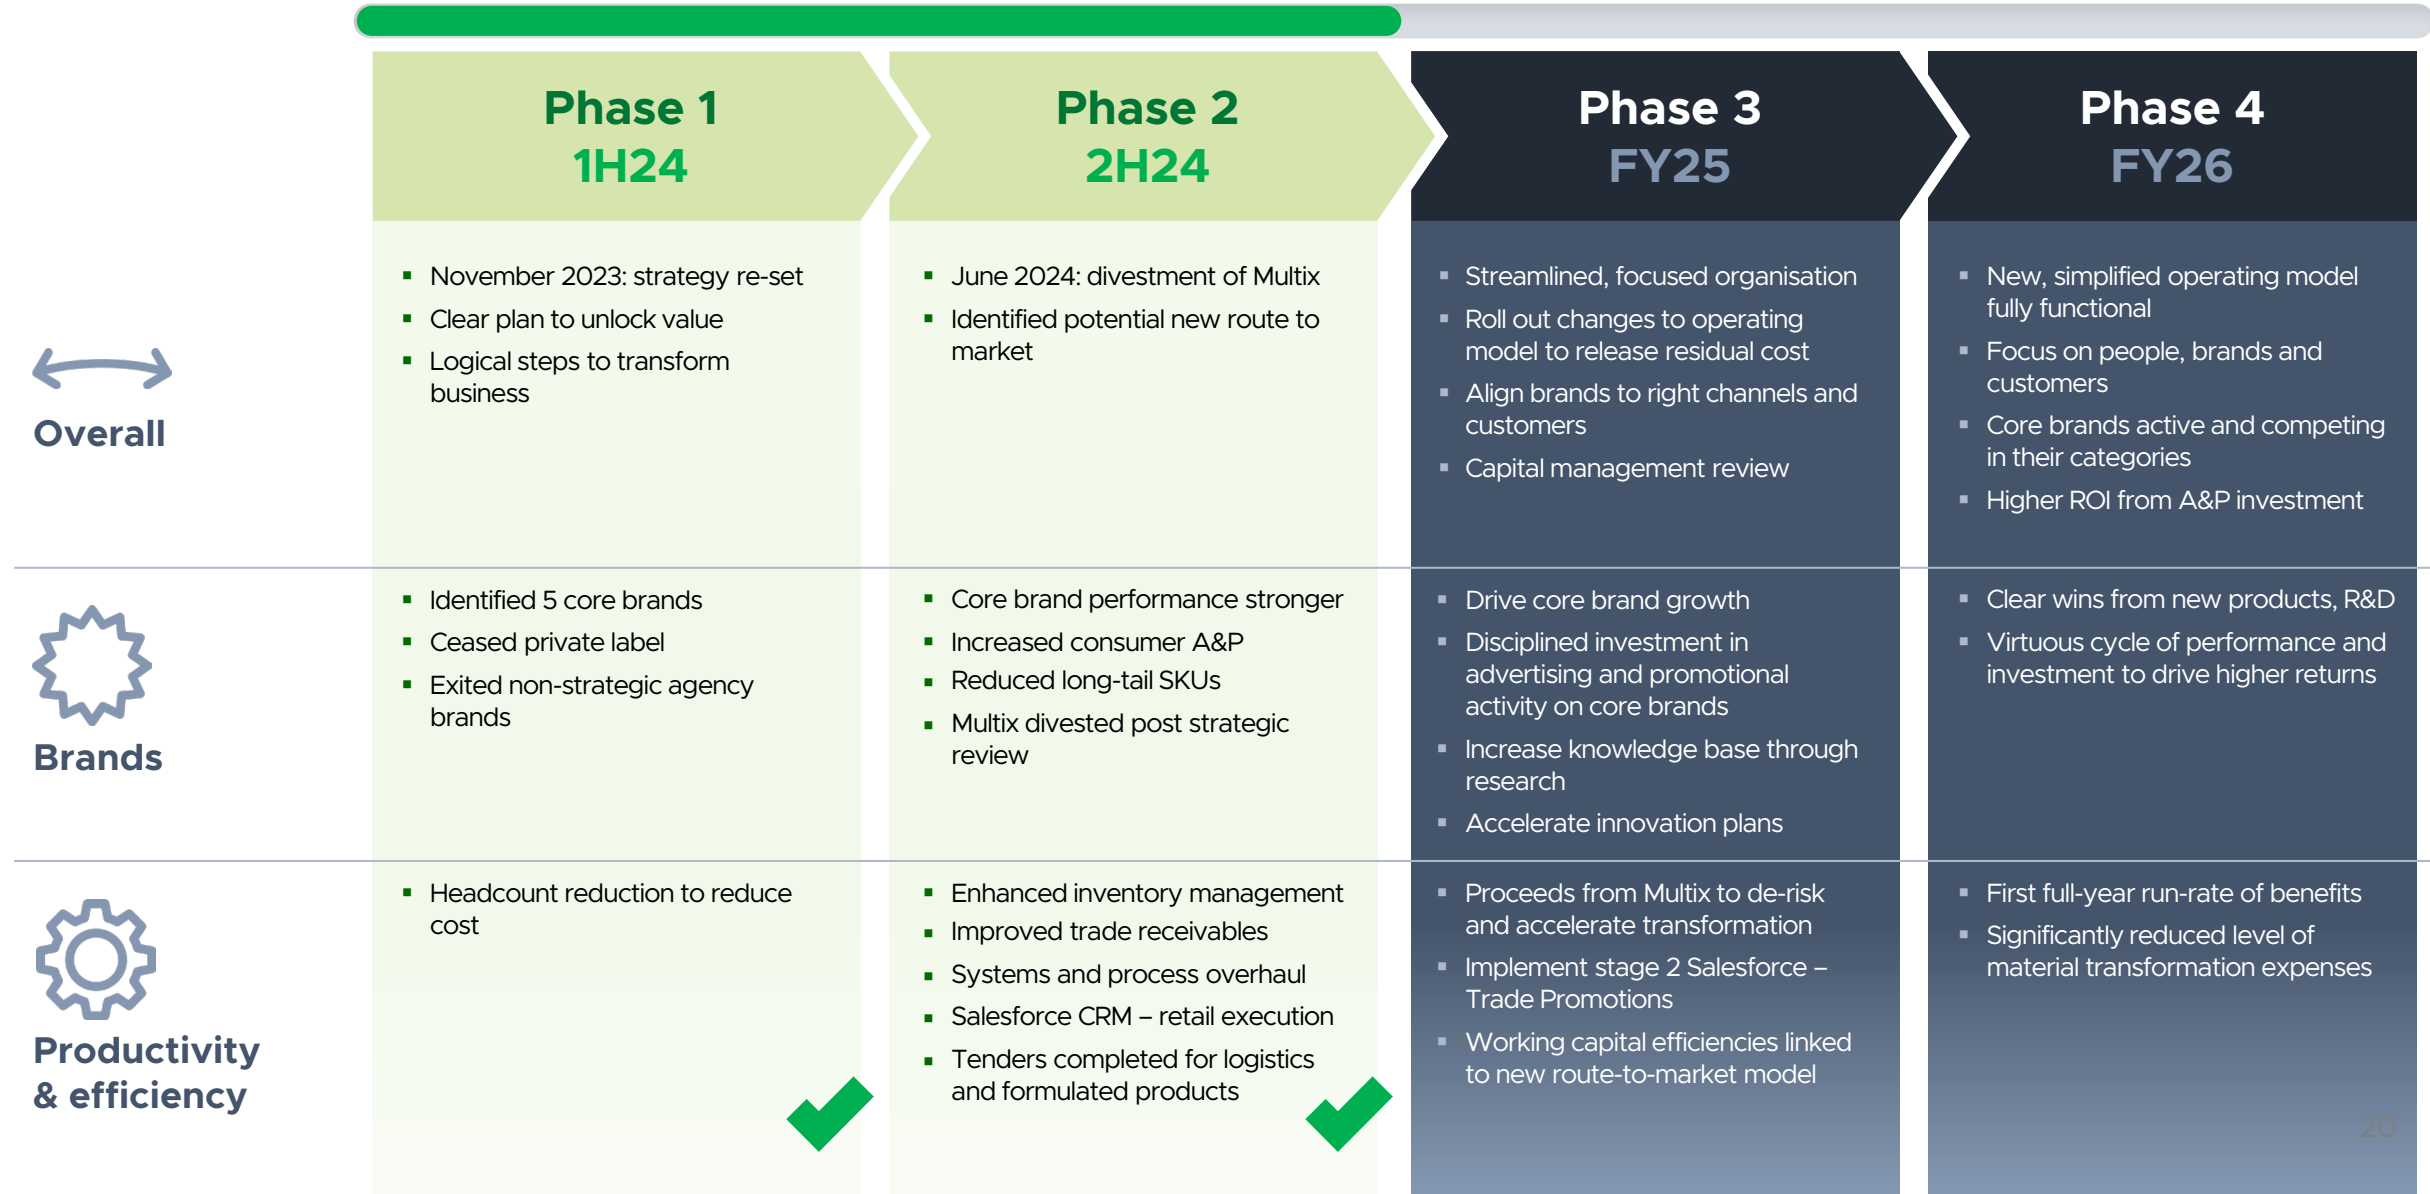 Phase 1
1H24
Phase 2
2H24
Phase 3
FY25
Phase 4
FY26
Overall
▪ November 2023: strategy re-set
▪ Clear plan to unlock value
▪ Logical steps to transform
business
▪ June 2024: divestment of Multix
▪ Identified potential new route to
market
▪ Streamlined, focused organisation
▪ Roll out changes to operating
model to release residual cost
▪ Align brands to right channels and
customers
▪ Capital management review
▪ New, simplified operating model
fully functional
▪ Focus on people, brands and
customers
▪ Core brands active and competing
in their categories
▪ Higher ROI from A&P investment
Brands
▪ Identified 5 core brands
▪ Ceased private label
▪ Exited non-strategic agency
brands
▪ Core brand performance stronger
▪ Increased consumer A&P
▪ Reduced long-tail SKUs
▪ Multix divested post strategic
review
▪ Drive core brand growth
▪ Disciplined investment in
advertising and promotional
activity on core brands
▪ Increase knowledge base through
research
▪ Accelerate innovation plans
▪ Clear wins from new products, R&D
▪ Virtuous cycle of performance and
investment to drive higher returns
Productivity
& efficiency
▪ Headcount reduction to reduce
cost
▪ Enhanced inventory management
▪ Improved trade receivables
▪ Systems and process overhaul
▪ Salesforce CRM – retail execution
▪ Tenders completed for logistics
and formulated products
▪ Proceeds from Multix to de-risk
and accelerate transformation
▪ Implement stage 2 Salesforce –
Trade Promotions
▪ Working capital efficiencies linked
to new route-to-market model
▪ First full-year run-rate of benefits
▪ Significantly reduced level of
material transformation expenses
20